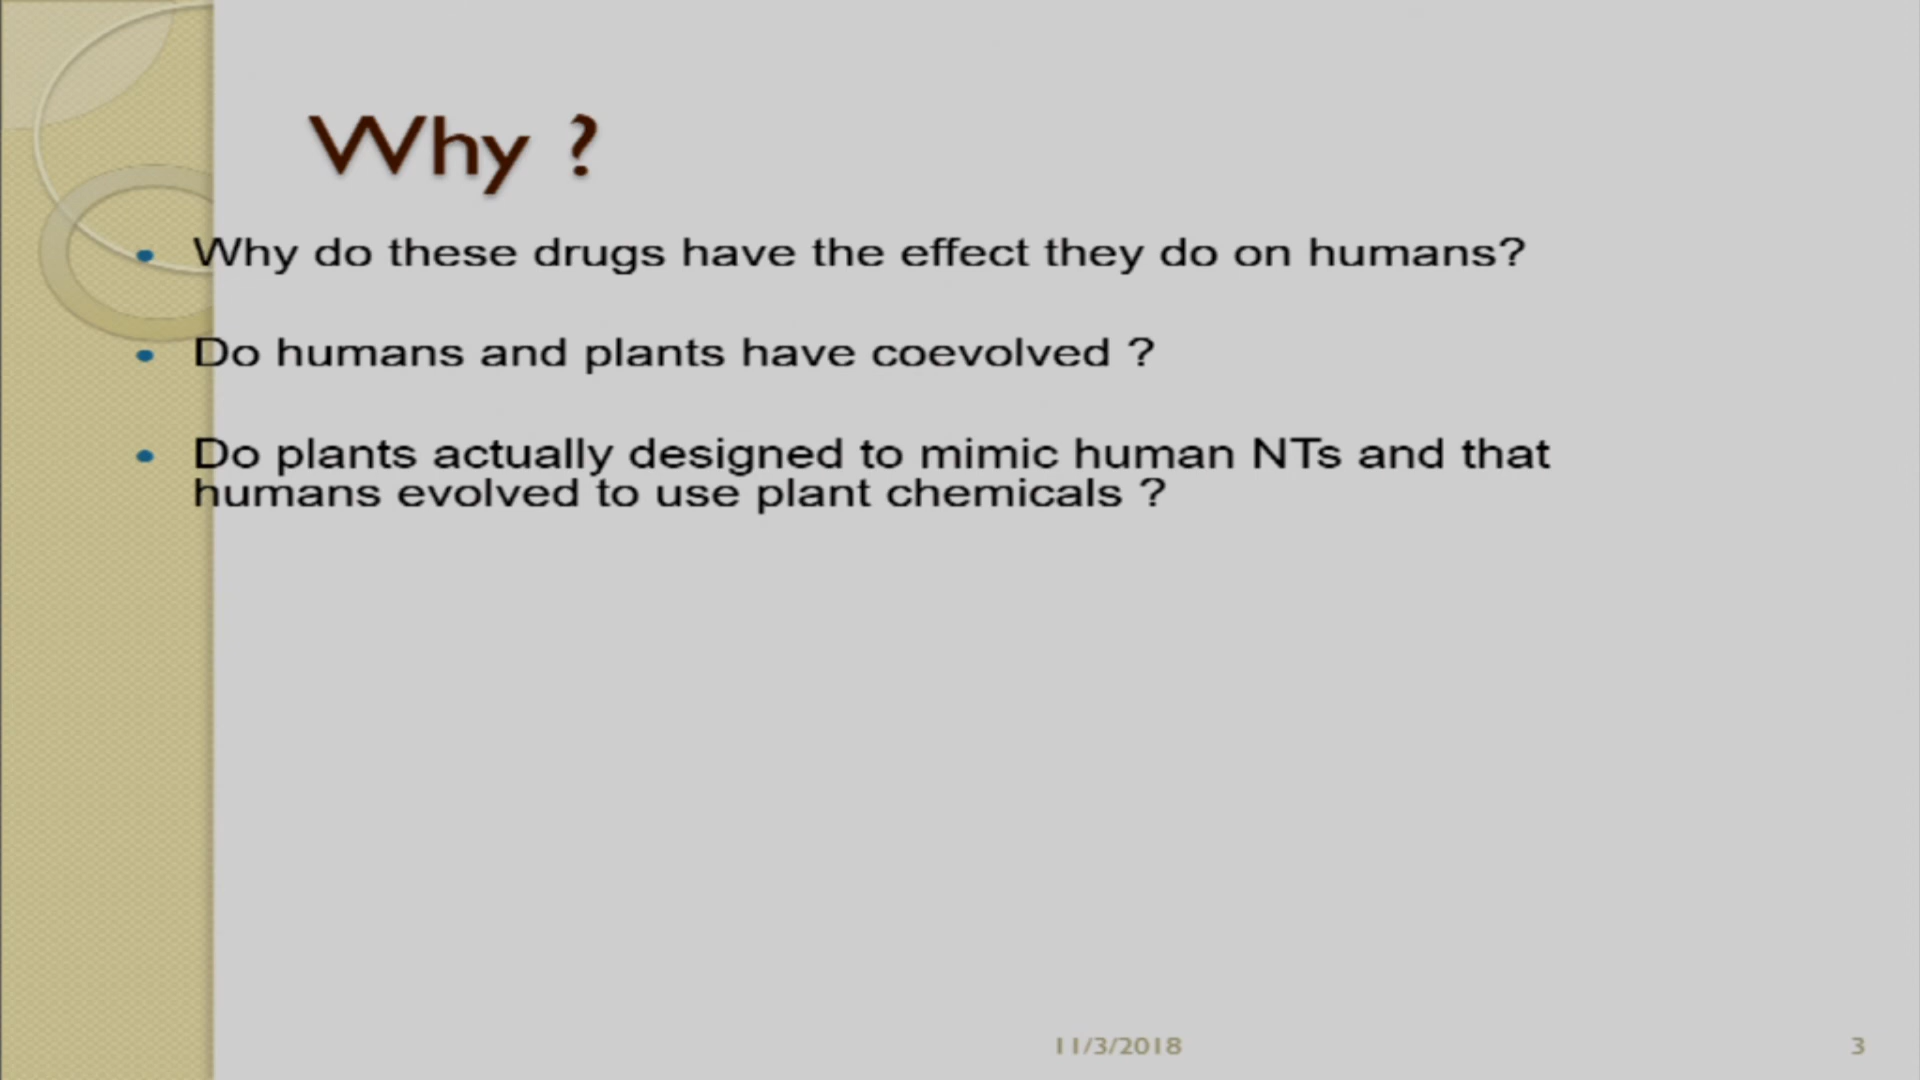 Why ?
Why do these drugs have the effect they do on humans?
Do humans and plants have coevolved ?
Do plants actually designed to mimic human NTs and that
humans evolved to use plant chemicals ?
11/3/2018
3